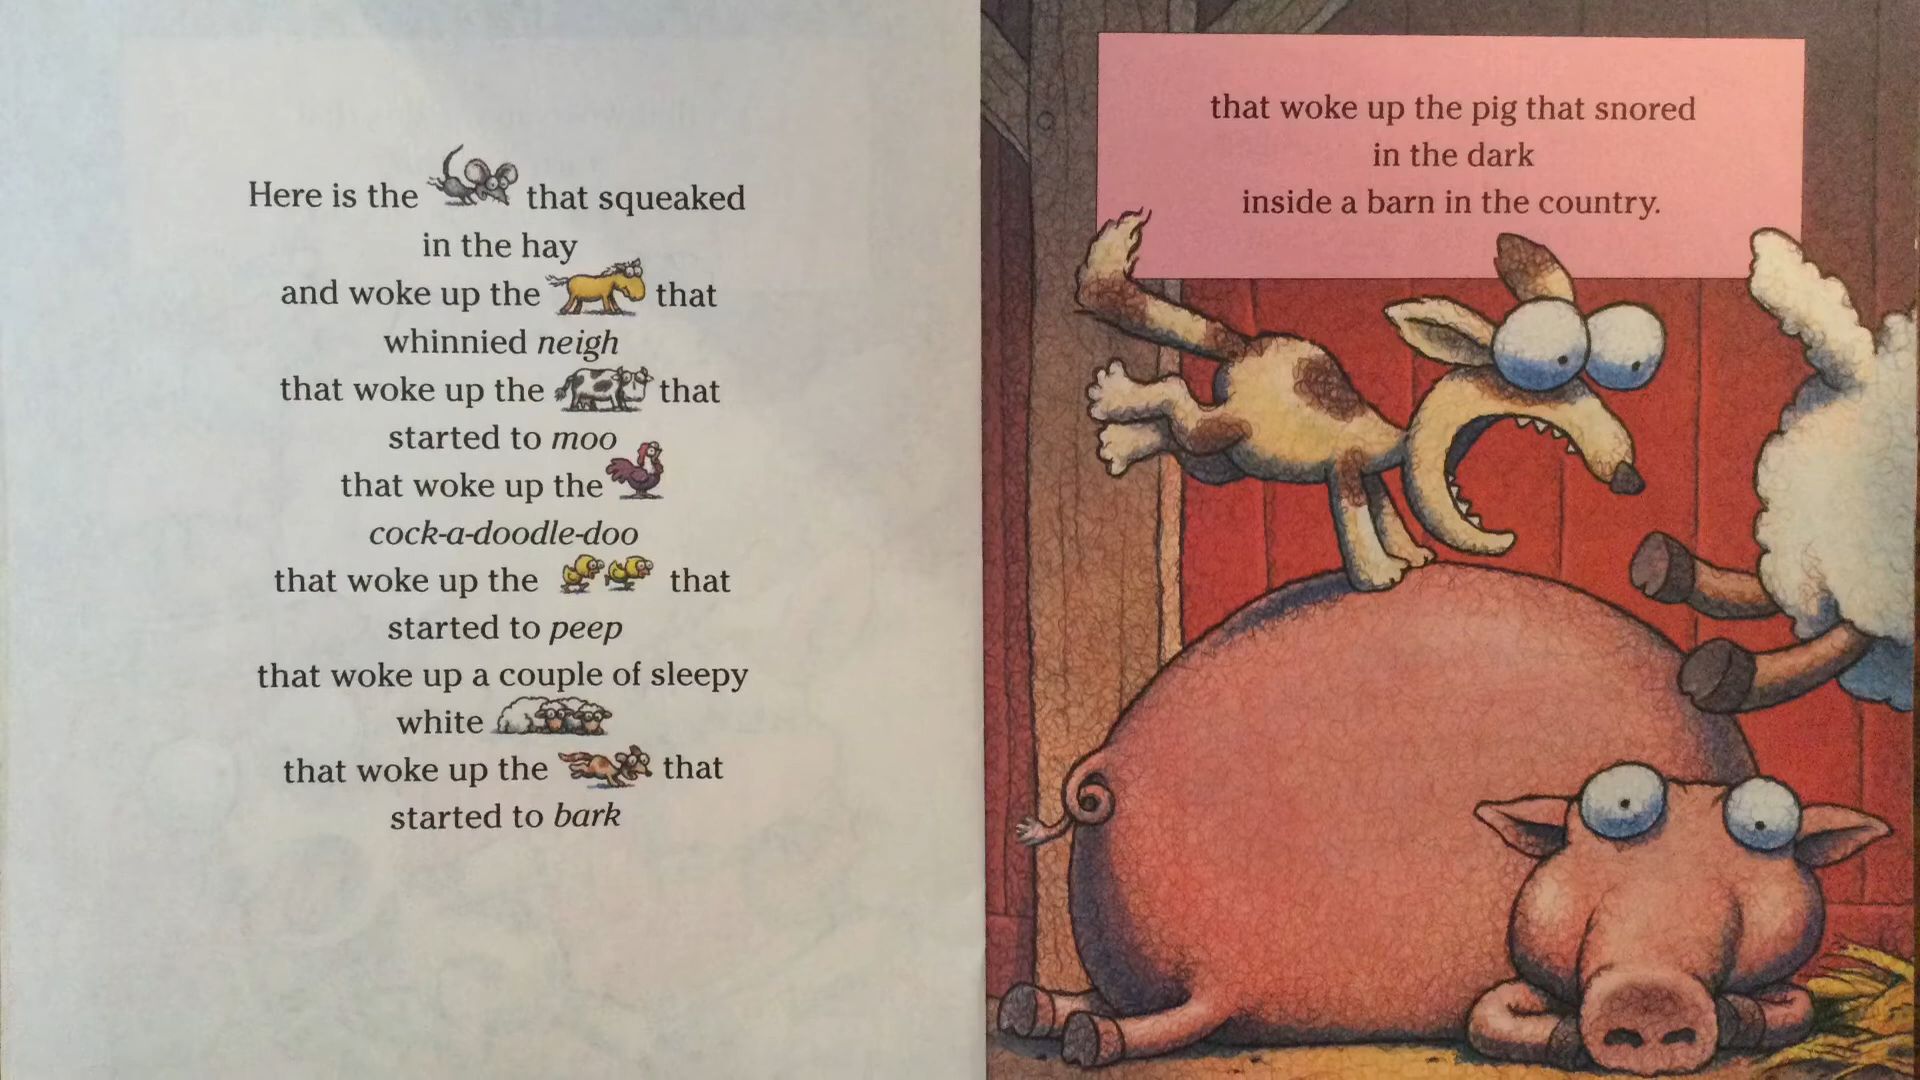 Here is the that squeaked
in the hay
and woke up the that
whinnied neigh
that woke up the that
started to moo
that woke up the
cock-a-doodle-doo
that woke up the that
started to peep
that woke up a couple of sleepy
white
that woke up the that
started to bark
that woke up the pig that snored
in the dark
inside a barn in the country.